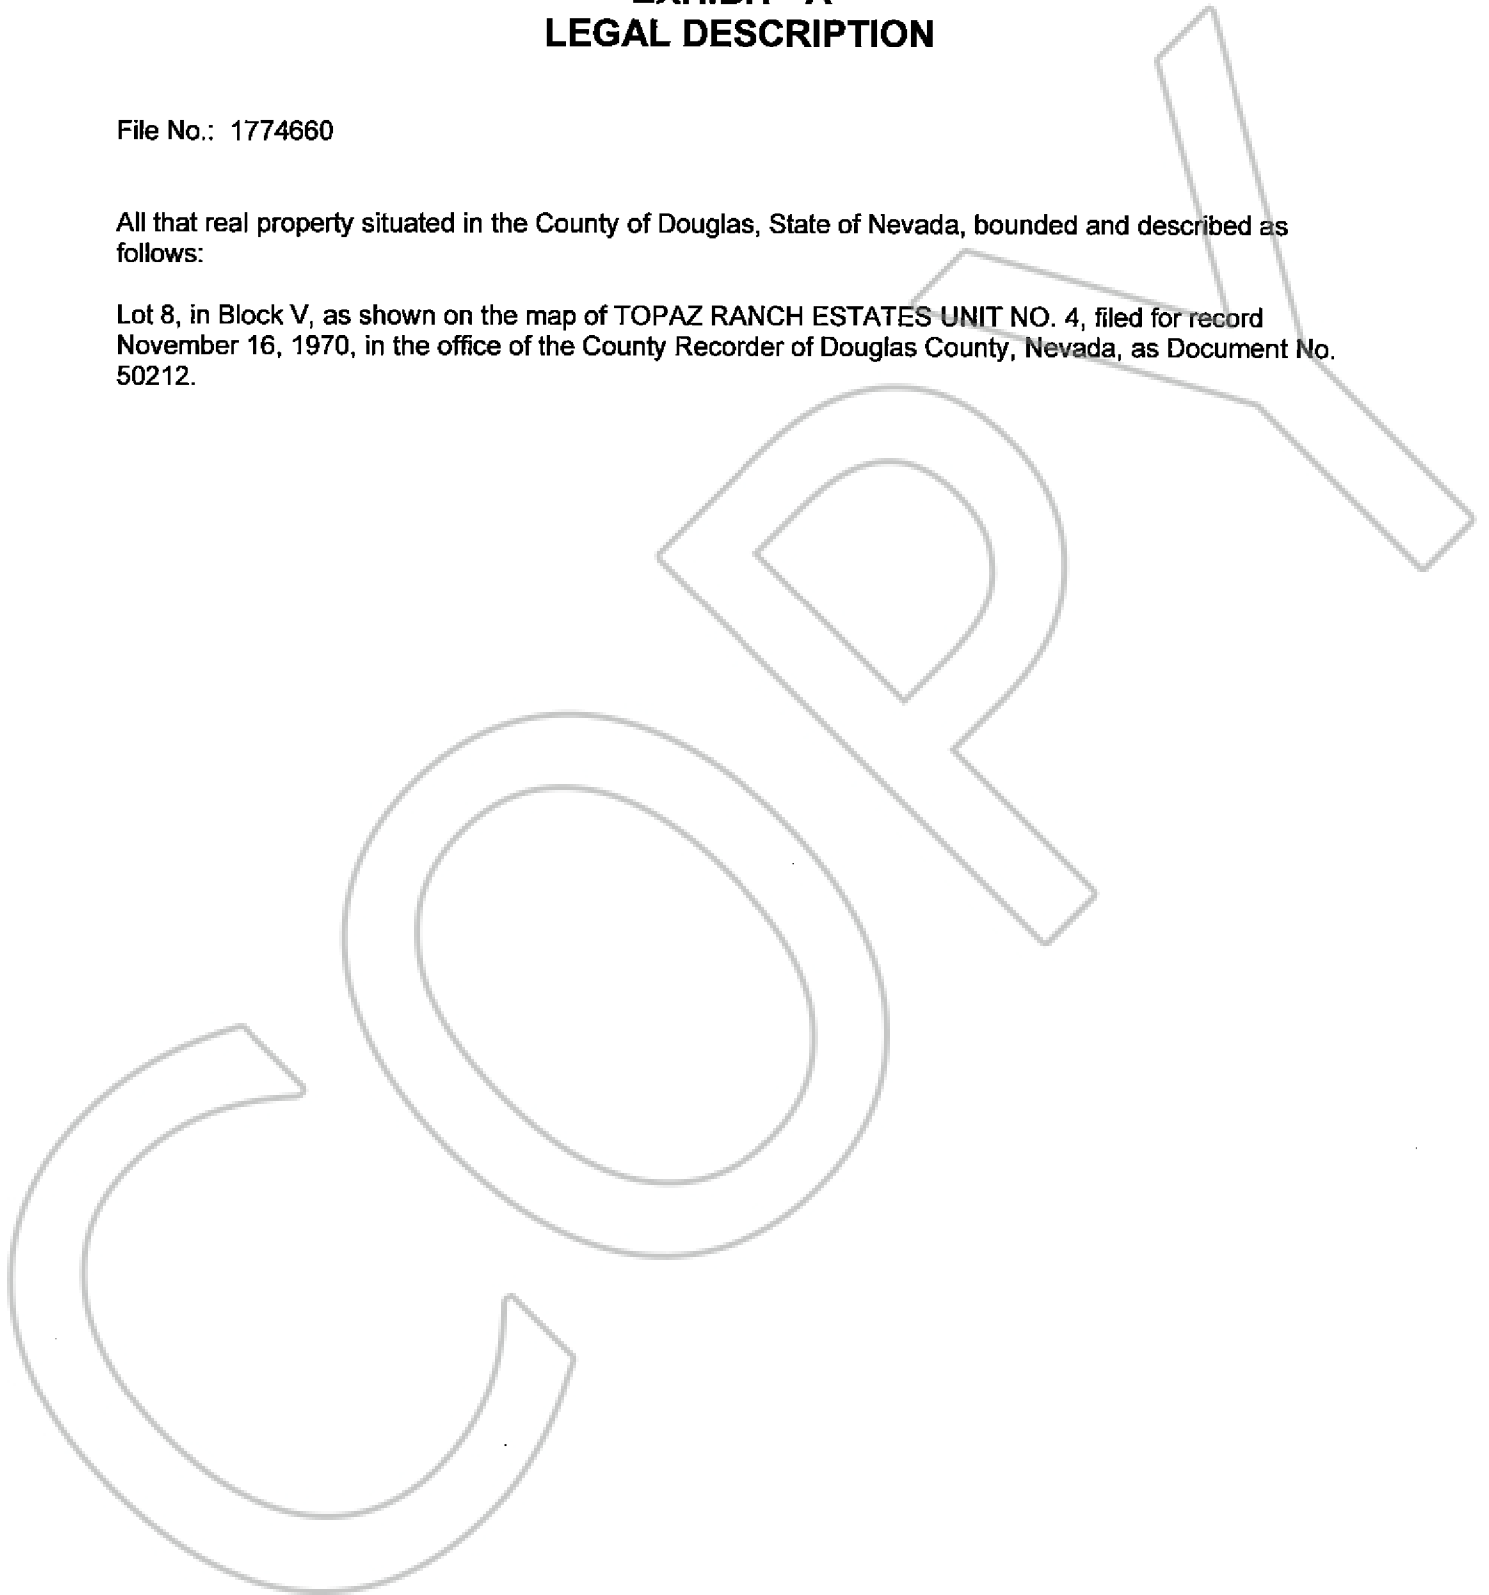 EXHIBIT "A"
LEGAL DESCRIPTION
File No.: 1774660
All that real property situated in the County of Douglas, State of Nevada, bounded and described as
follows:
Lot 8, in Block V, as shown on the map of TOPAZ RANCH ESTATES UNIT NO. 4, filed for record
November 16, 1970, in the office of the County Recorder of Douglas County, Nevada, as Document No.
50212.
COPY